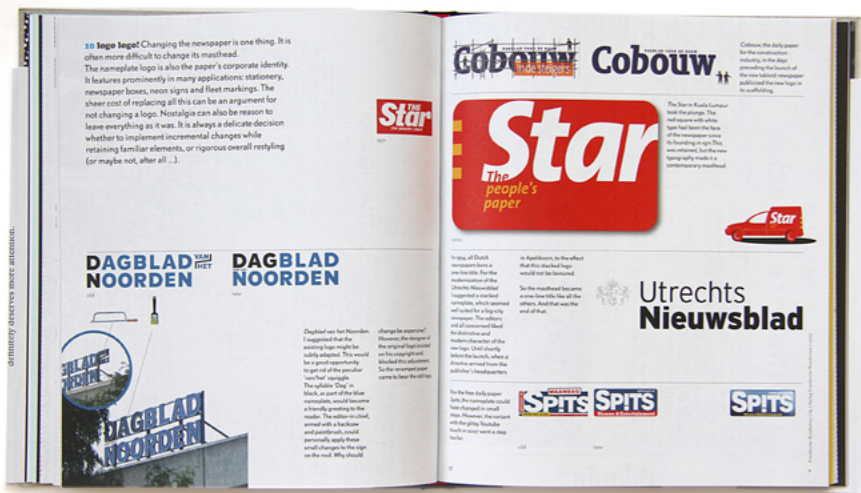 definitely deserves more attention.
10 logo logo! Changing the newspaper is one thing. It is
often more difficult to change its masthead.
The nameplate logo is also the paper's corporate identity.
It features prominently in many applications: stationery,
newspaper boxes, neon signs and fleet markings. The
sheer cost of replacing all this can be an argument for
not changing a logo. Nostalgia can also be reason to
leave everything as it was. It is always a delicate decision
whether to implement incremental changes while
retaining familiar elements, or rigorous overall restyling
(or maybe not, after all ...).
THE
Star
DAGBLAD VAN HET
NOORDEN
old
DAGBLAD
NOORDEN
new
Dagblad van het Noorden.
I suggested that the
existing logo might be
subtly adapted. This would
be a good opportunity
to get rid of the peculiar
'van/het' squiggle.
The syllable 'Dag' in
black, as part of the blue
nameplate, would become
a friendly greeting to the
reader. The editor-in-chief,
armed with a hacksaw
and paintbrush, could
personally apply these
small changes to the sign
on the roof. Why should
change be expensive?
However, the designer of
the original logo insisted
on his copyright and
blocked this adjustment.
So the revamped paper
came to bear the old logo.
DAGBLAD
NOORDEN
Cobouw
in de steigers
Cobouw.
Cobouw, the daily paper
for the construction
industry, in the days
preceding the launch of
the new tabloid newspaper
publicised the new logo in
its scaffolding.
Star
The
people's
paper
The Star in Kuala Lumpur
took the plunge. The
red square with white
type had been the face
of the newspaper since
its founding in 1971. This
was retained, but the new
typography made it a
contemporary masthead.
Star
In 1994, all Dutch
newspapers bore a
one-line title. For the
modernisation of the
Utrechts Nieuwsblad
I suggested a stacked
nameplate, which seemed
well suited for a big-city
newspaper. The editors
and all concerned liked
the distinctive and
modern character of the
new logo. Until shortly
before the launch, when a
directive arrived from the
publisher's headquarters
in Apeldoorn, to the effect
that this stacked logo
would not be favoured.
So the masthead became
a one-line title like all the
others. And that was the
end of that.
Utrechts
Nieuwsblad
For the free daily paper
Spits, the nameplate could
have changed in small
steps. However, the variant
with the glitzy Youtube
touch in 2007 went a step
too far.
MAANDAG
SPITS
SPITS
Nieuws & Entertainment
SPITS
old
new